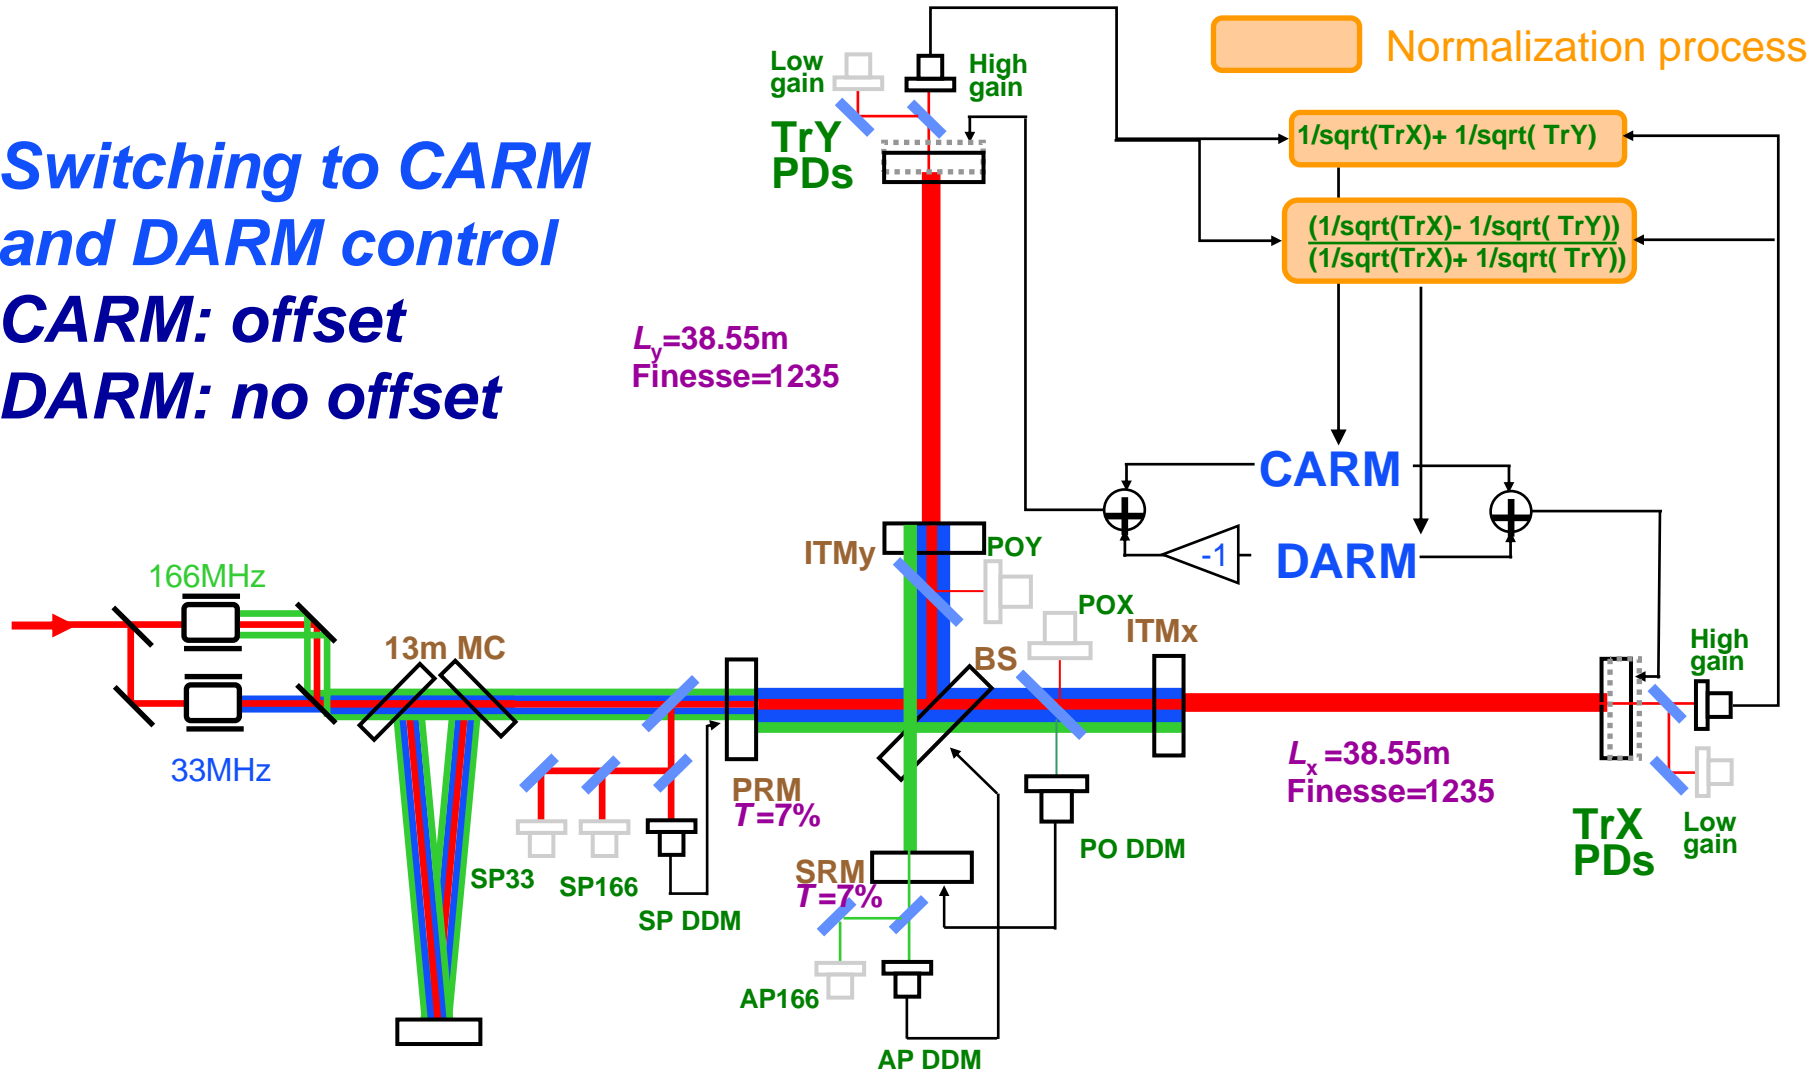 Switching to CARM
and DARM control
CARM: offset
DARM: no offset
Low
gain
High
gain
TrY
PDs
Normalization process
1/sqrt(TrX)+ 1/sqrt( TrY)
(1/sqrt(TrX)- 1/sqrt( TrY))
(1/sqrt(TrX)+ 1/sqrt( TrY))
Ly=38.55m
Finesse=1235
CARM
DARM
-1
ITMy
POY
POX
ITMx
BS
166MHz
13m MC
33MHz
High
gain
Lx =38.55m
Finesse=1235
PRM
T=7%
TrX
PDs
Low
gain
PO DDM
SRM
T=7%
SP33
SP166
SP DDM
AP166
AP DDM